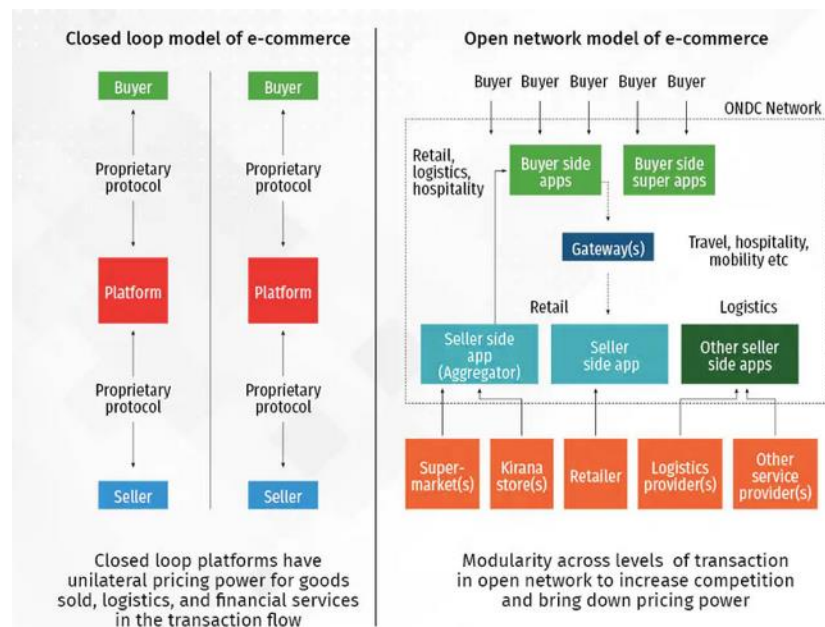 Closed loop model of e-commerce
Buyer
Buyer
Proprietary
protocol
Proprietary
protocol
Platform
Platform
Proprietary
protocol
Proprietary
protocol
Seller
Seller
Closed loop platforms have
unilateral pricing power for goods
sold, logistics, and financial services
in the transaction flow
Open network model of e-commerce
Buyer Buyer Buyer Buyer Buyer
ONDC Network
Retail,
logistics,
hospitality
Buyer side
apps
Buyer side
super apps
Gateway(s)
Travel, hospitality,
mobility etc
Retail
Logistics
Seller side
app
(Aggregator)
Seller
side app
Other seller
side apps
Super-
market(s)
Kirana
store(s)
Retailer
Logistics
provider(s)
Other
service
provider(s)
Modularity across levels of transaction
in open network to increase competition
and bring down pricing power